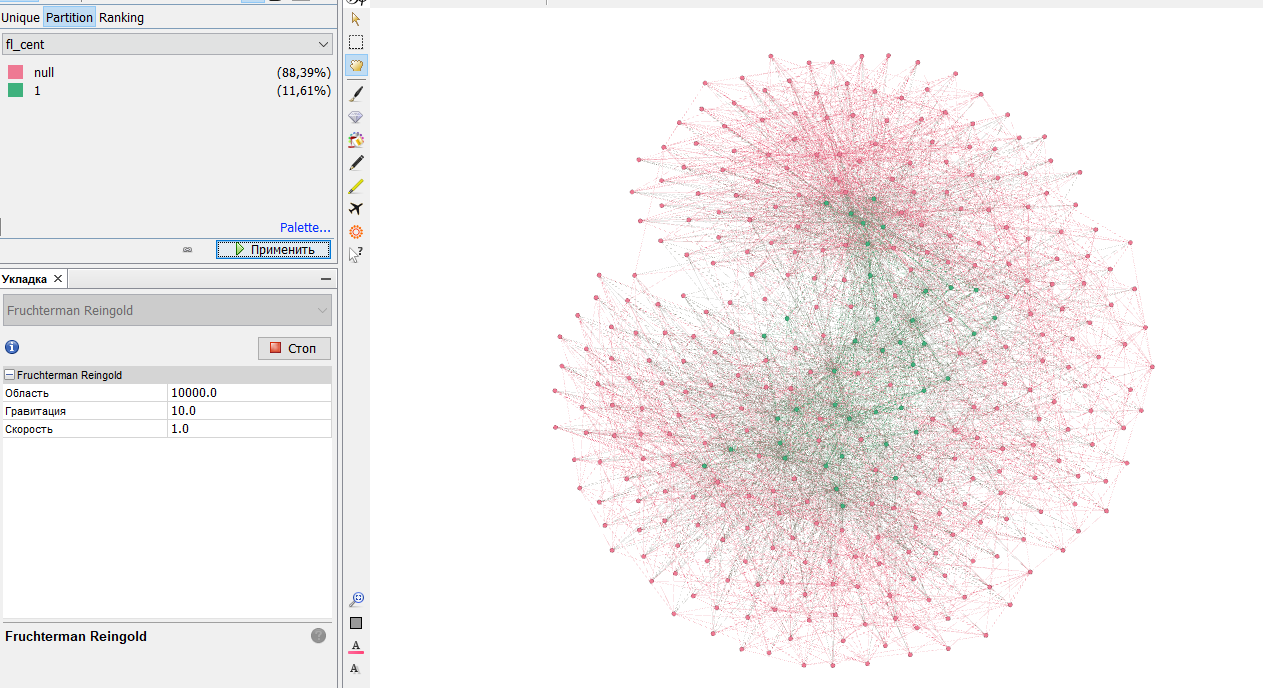 Unique Partition Ranking
fl_cent
null (88,39%)
1 (11,61%)
Palette...
Применить
Укладка
Fruchterman Reingold
Стоп
Fruchterman Reingold
Область 10000.0
Гравитация 10.0
Скорость 1.0
Fruchterman Reingold
?
A
A